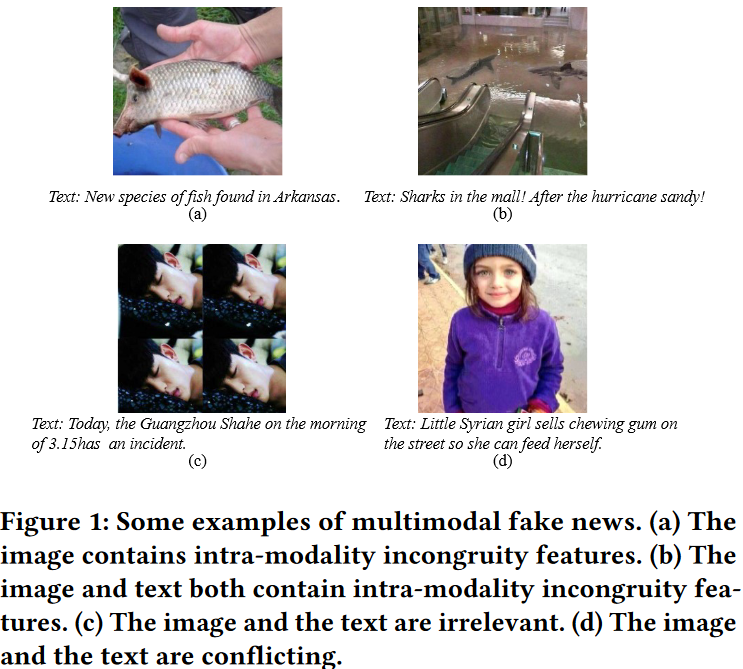 Text: New species of fish found in Arkansas.
(a)
Text: Sharks in the mall! After the hurricane sandy!
(b)
Text: Today, the Guangzhou Shahe on the morning
of 3.15has an incident.
(c)
Text: Little Syrian girl sells chewing gum on
the street so she can feed herself.
(d)
Figure 1: Some examples of multimodal fake news. (a) The
image contains intra-modality incongruity features. (b) The
image and text both contain intra-modality incongruity fea-
tures. (c) The image and the text are irrelevant. (d) The image
and the text are conflicting.